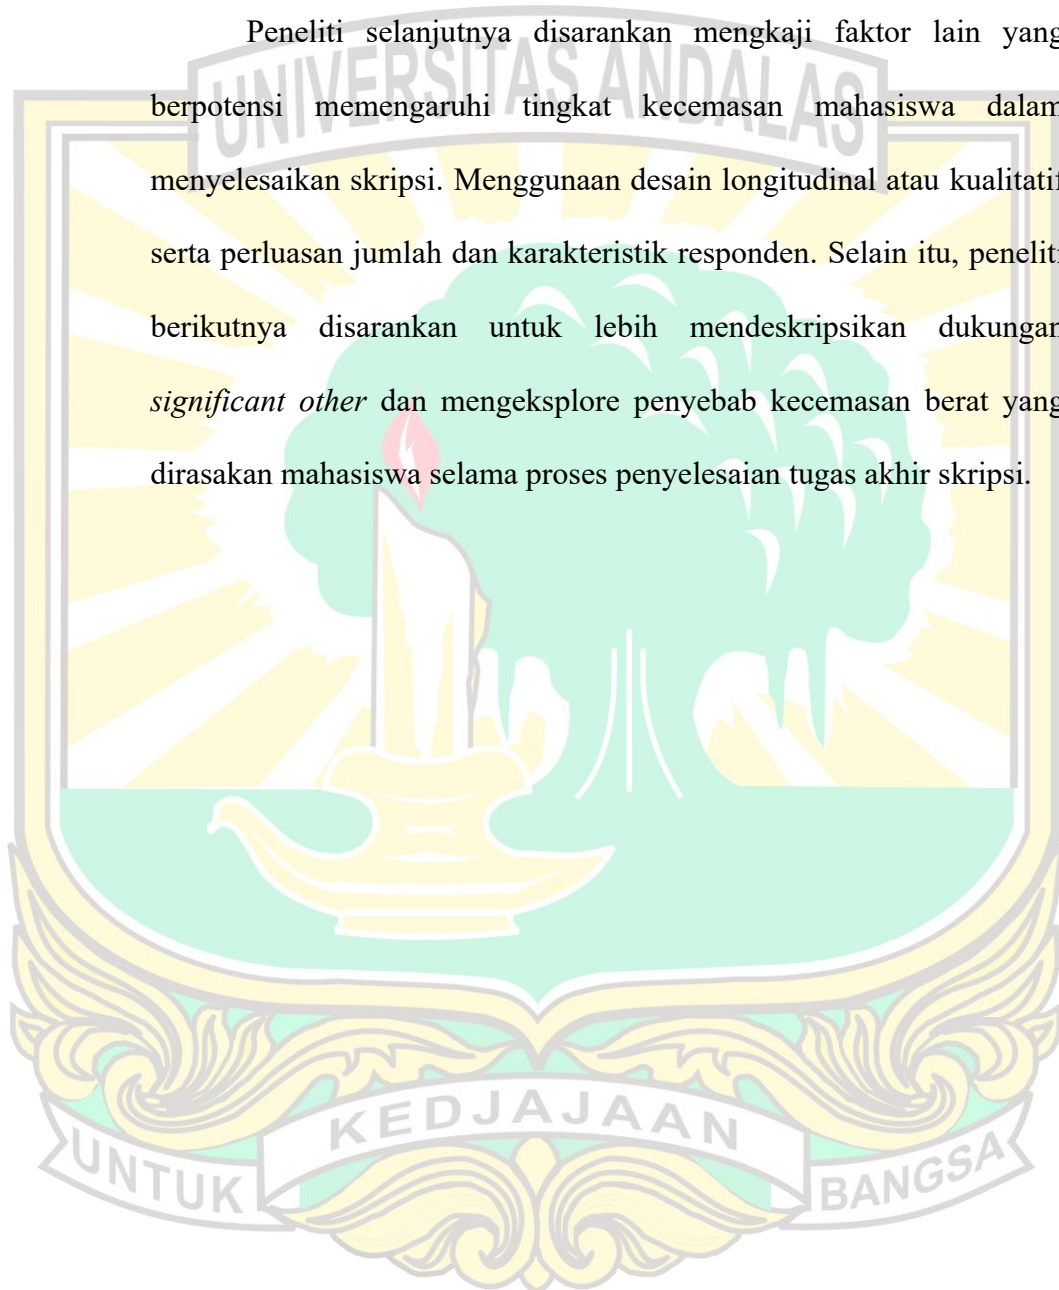 Peneliti selanjutnya disarankan mengkaji faktor lain yang
berpotensi memengaruhi tingkat kecemasan mahasiswa dalam
menyelesaikan skripsi. Menggunaan desain longitudinal atau kualitatif
serta perluasan jumlah dan karakteristik responden. Selain itu, peneliti
berikutnya disarankan untuk lebih mendeskripsikan dukungan
significant other dan mengeksplore penyebab kecemasan berat yang
dirasakan mahasiswa selama proses penyelesaian tugas akhir skripsi.
UNIVERSITAS ANDALAS
UNTUK KEDJAJAAN BANGSA